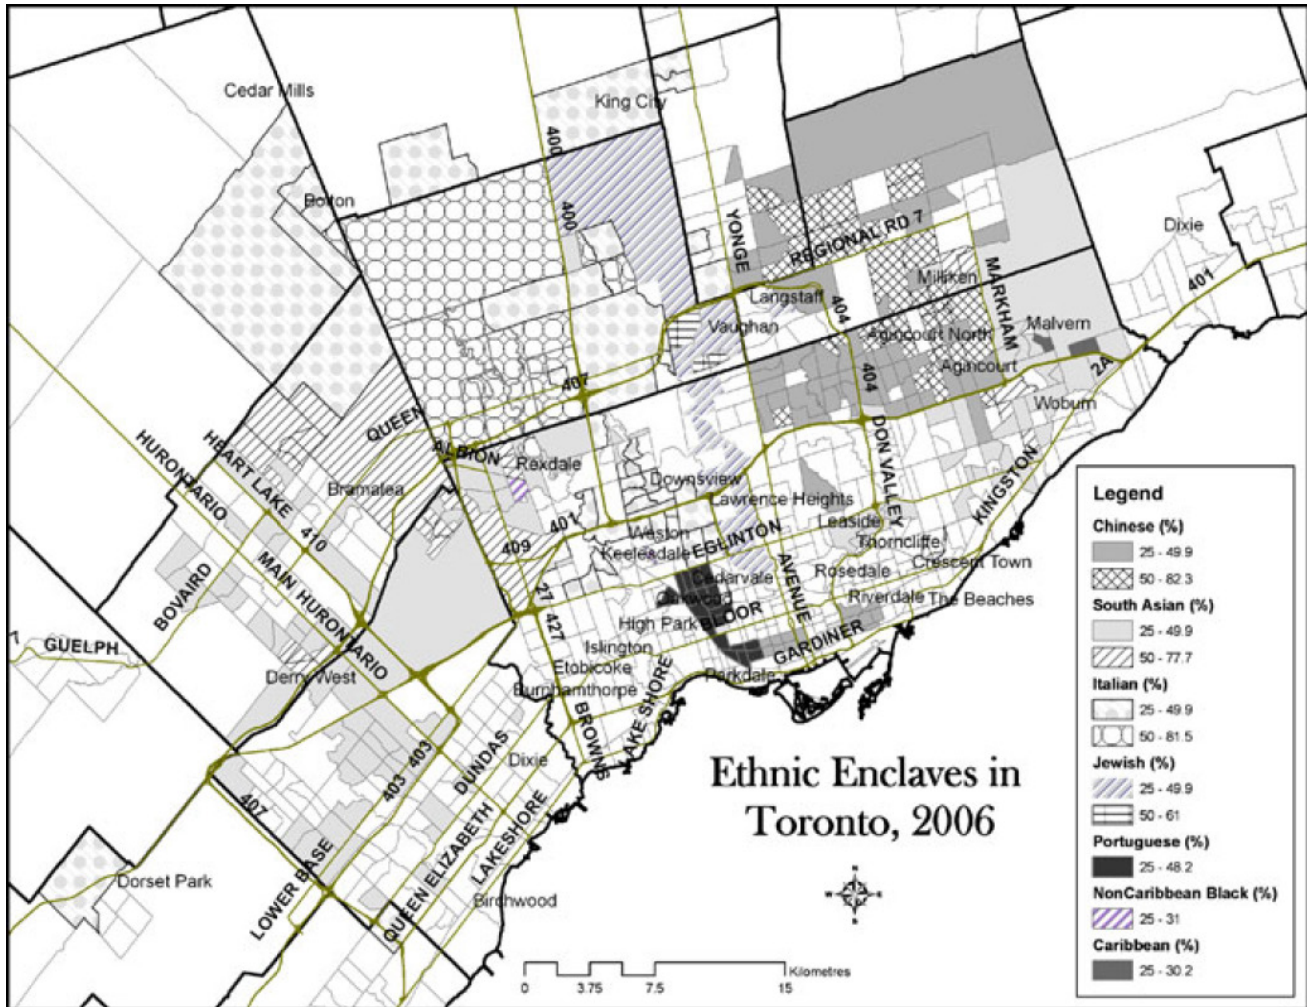 Cedar Mills
King City
400
Bolton
400
YONGE
REGIONAL RD 7
Dixie
401
Milliken
MARKHAM
Langstaff
404
Vaughan
Agincourt North
Malvern
407
404
Agincourt
2A
Woburn
QUEEN
HEART LAKE
HURONTARIO
ALBION
Rexdale
DON VALLEY
Bramalea
Downsview
Lawrence Heights
KINGSTON
410
401
Weston
EGLINTON
Leaside
409
Keelesdale
Thorncliffe
MAIN HURONTARIO
BOVAIRD
27
Cedarvale
AVENUE
Rosedale
Crescent Town
Oakwood
Riverdale
The Beaches
427
High Park
BLOOR
GARDINER
GUELPH
Islington
Etobicoke
Derry West
Parkdale
Burnhamthorpe
BROWNS
LAKE SHORE
403
DUNDAS
Dixie
403
407
QUEEN ELIZABETH
LAKESHORE
LOWER BASE
Dorset Park
Birchwood
Ethnic Enclaves in
Toronto, 2006
0
3.75
7.5
15
Kilometres
Legend
Chinese (%)
25 - 49.9
50 - 82.3
South Asian (%)
25 - 49.9
50 - 77.7
Italian (%)
25 - 49.9
50 - 81.5
Jewish (%)
25 - 49.9
50 - 61
Portuguese (%)
25 - 48.2
NonCaribbean Black (%)
25 - 31
Caribbean (%)
25 - 30.2